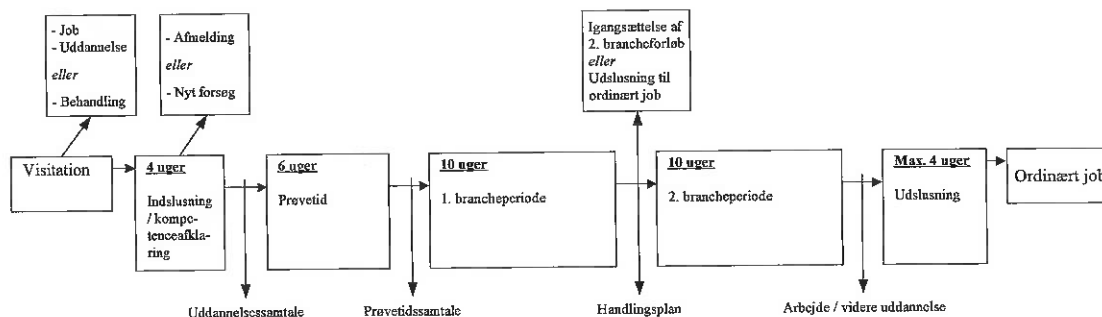 - Job
- Uddannelse
eller
- Behandling
- Afmelding
eller
- Nyt forsøg
Igangsættelse af
2. brancheforløb
eller
Udslusning til
ordinært job
Visitation
4 uger
Indslusning
/ kompe-
tenceafkla-
ring
6 uger
Prøvetid
10 uger
1. brancheperiode
10 uger
2. brancheperiode
Max. 4 uger
Udslusning
Ordinært job
Uddannelsessamtale
Prøvetidssamtale
Handlingsplan
Arbejde / videre uddannelse